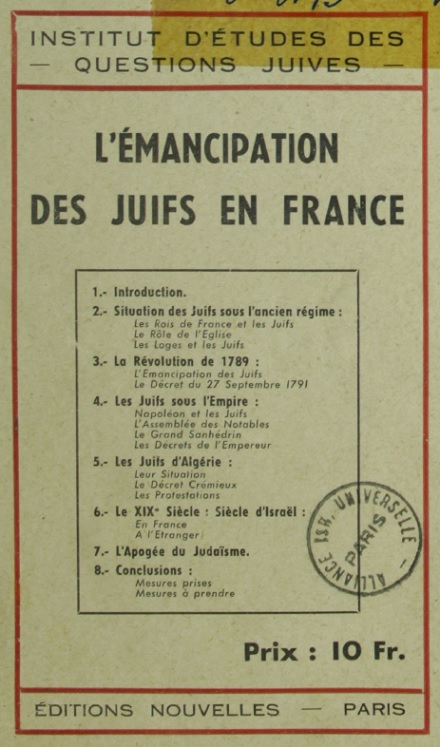 INSTITUT D'ÉTUDES DES
— QUESTIONS JUIVES —
L'ÉMANCIPATION
DES JUIFS EN FRANCE
1.- Introduction.
2.- Situation des Juifs sous l'ancien régime :
Les Rois de France et les Juifs
Le Rôle de l'Eglise
Les Loges et les Juifs
3.- La Révolution de 1789 :
L'Emancipation des Juifs
Le Décret du 27 Septembre 1791
4.- Les Juifs sous l'Empire :
Napoléon et les Juifs
L'Assemblée des Notables
Le Grand Sanhédrin
Les Décrets de l'Empereur
5.- Les Juifs d'Algérie :
Leur Situation
Le Décret Crémieux
Les Protestations
6.- Le XIXe Siècle : Siècle d'Israël :
En France
A l'Etranger
7.- L'Apogée du Judaïsme.
8.- Conclusions :
Mesures prises
Mesures à prendre
ALLIANCE ISR. UNIVERSELLE —
PARIS
Prix : 10 Fr.
ÉDITIONS NOUVELLES — PARIS